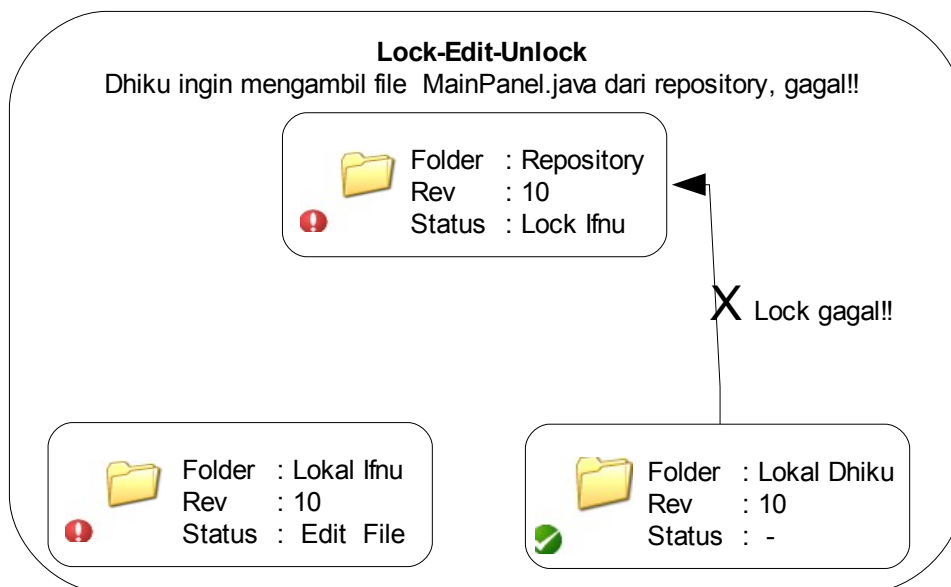 Lock-Edit-Unlock
Dhiku ingin mengambil file MainPanel.java dari repository, gagal!!
Folder : Repository
Rev : 10
Status : Lock Ifnu
X Lock gagal!!
Folder : Lokal Ifnu
Rev : 10
Status : Edit File
Folder : Lokal Dhiku
Rev : 10
Status : -